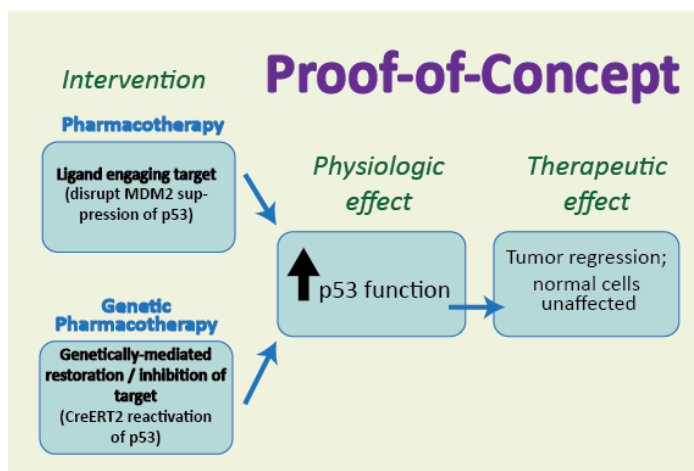 Proof-of-Concept
Intervention
Pharmacotherapy
Ligand engaging target
(disrupt MDM2 sup-
pression of p53)
Genetic
Pharmacotherapy
Genetically-mediated
restoration / inhibition of
target
(CreERT2 reactivation
of p53)
Physiologic
effect
p53 function
Therapeutic
effect
Tumor regression;
normal cells
unaffected